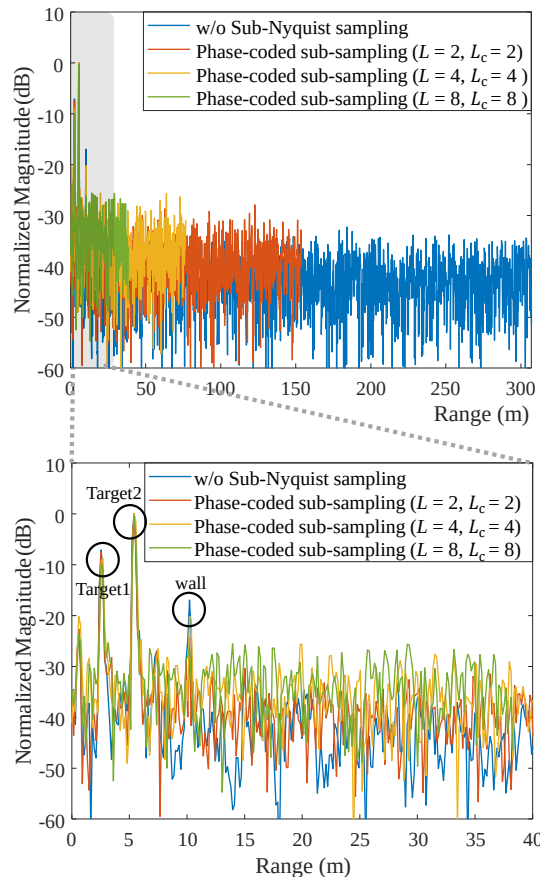 10
0
-10
-20
-30
-40
-50
-60
Normalized Magnitude (dB)
w/o Sub-Nyquist sampling
Phase-coded sub-sampling (L = 2, Lc = 2)
Phase-coded sub-sampling (L = 4, Lc = 4 )
Phase-coded sub-sampling (L = 8, Lc = 8 )
0 50 100 150 200 250 300
Range (m)
10
0
-10
-20
-30
-40
-50
-60
Normalized Magnitude (dB)
w/o Sub-Nyquist sampling
Phase-coded sub-sampling (L = 2, Lc = 2)
Phase-coded sub-sampling (L = 4, Lc = 4)
Phase-coded sub-sampling (L = 8, Lc = 8)
Target2
Target1
wall
0 5 10 15 20 25 30 35 40
Range (m)